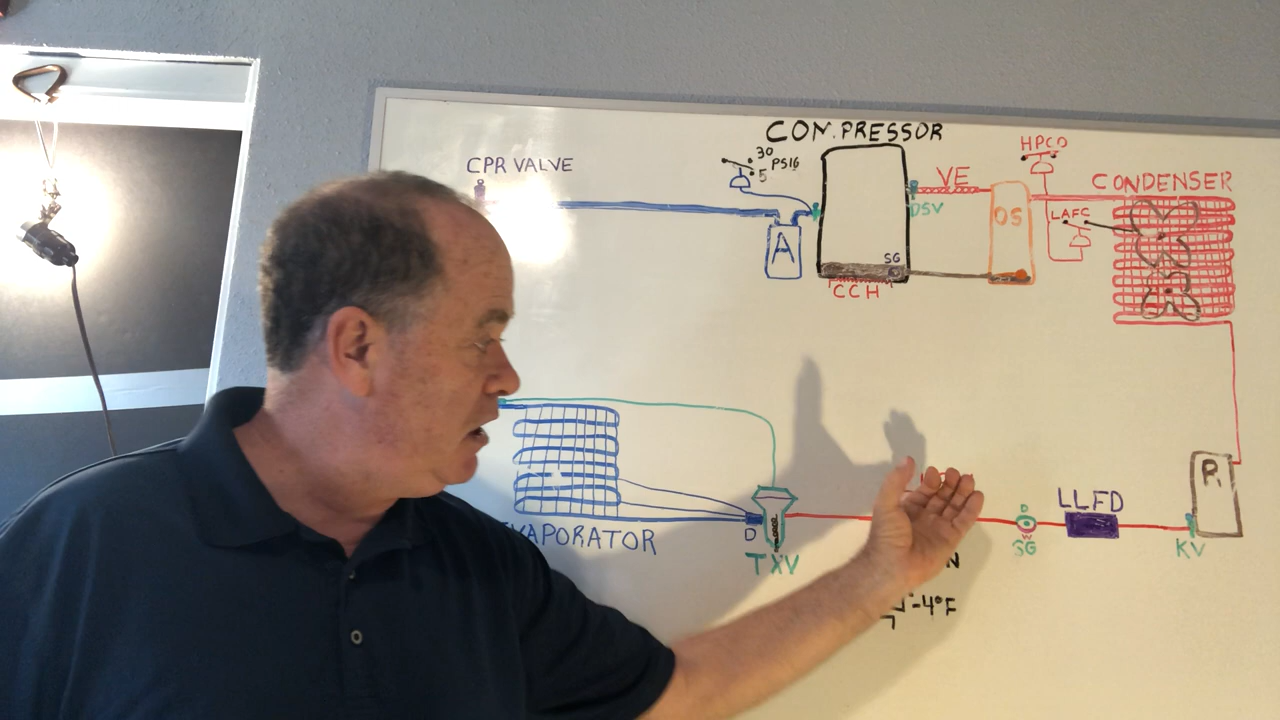 COMPRESSOR
CPR VALVE
30
PSIG
5
HPCO
VE
CONDENSER
DSV
OS
LAFC
A
SG
CCH
R
LLFD
D
SG
KV
EVAPORATOR
D
TXV
N
-4°F